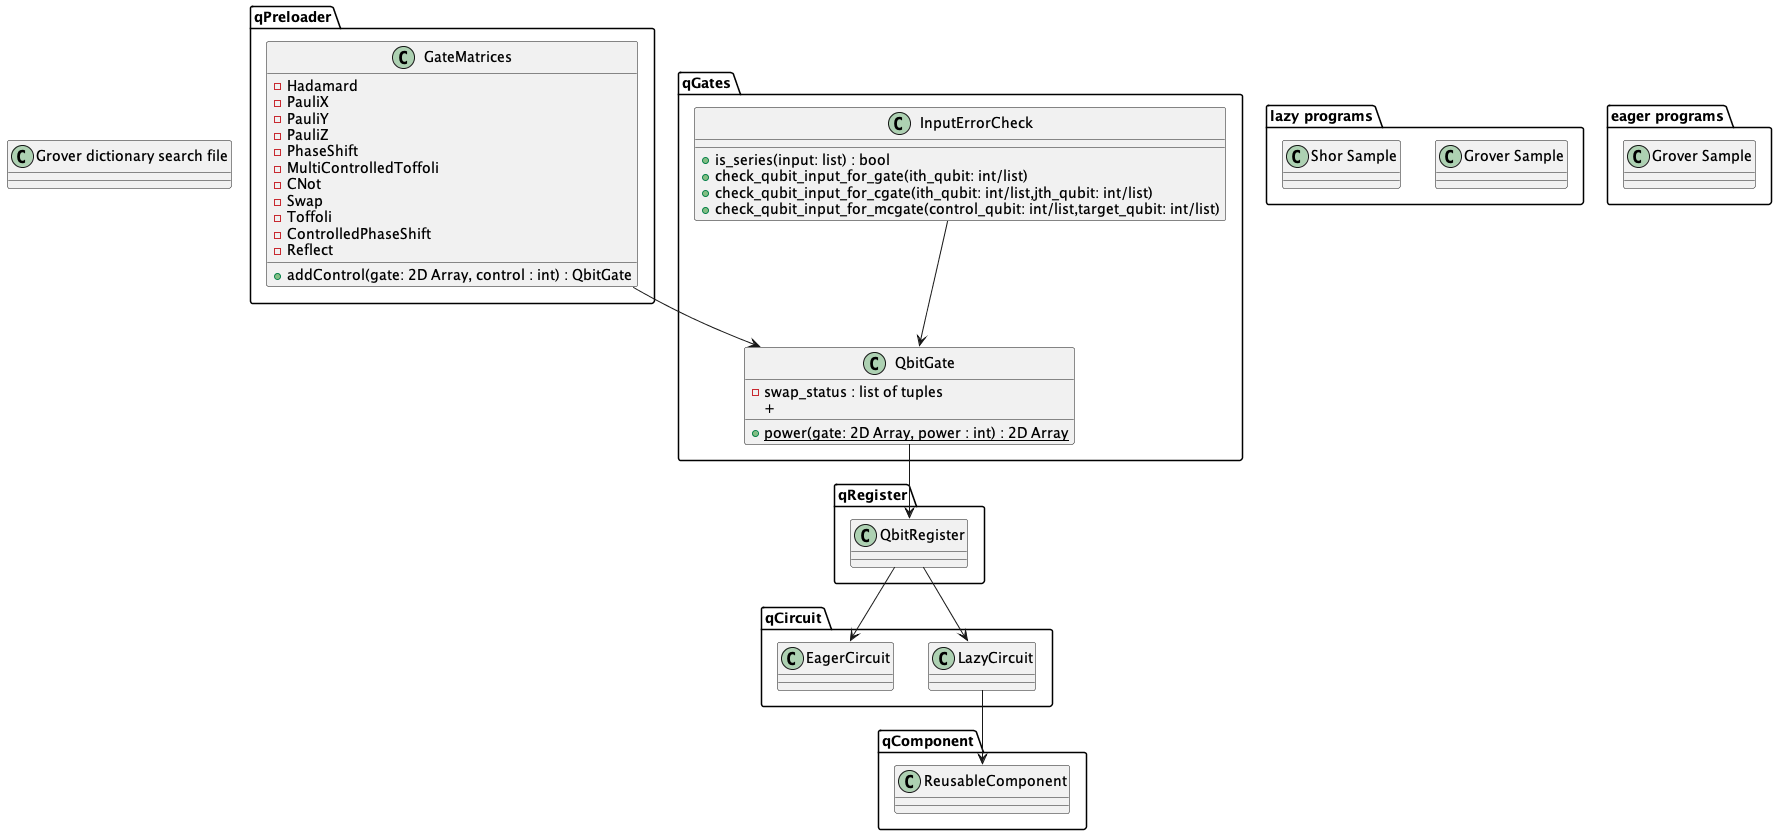 qPreloader
C GateMatrices
Hadamard
PauliX
PauliY
PauliZ
PhaseShift
MultiControlledToffoli
CNot
Swap
Toffoli
ControlledPhaseShift
Reflect
addControl(gate: 2D Array, control : int) : QbitGate
C Grover dictionary search file
qGates
C InputErrorCheck
is_series(input: list) : bool
check_qubit_input_for_gate(ith_qubit: int/list)
check_qubit_input_for_cgate(ith_qubit: int/list,jth_qubit: int/list)
check_qubit_input_for_mcgate(control_qubit: int/list,target_qubit: int/list)
C QbitGate
swap_status : list of tuples
+
power(gate: 2D Array, power : int) : 2D Array
lazy programs
C Shor Sample
C Grover Sample
eager programs
C Grover Sample
qRegister
C QbitRegister
qCircuit
C EagerCircuit
C LazyCircuit
qComponent
C ReusableComponent